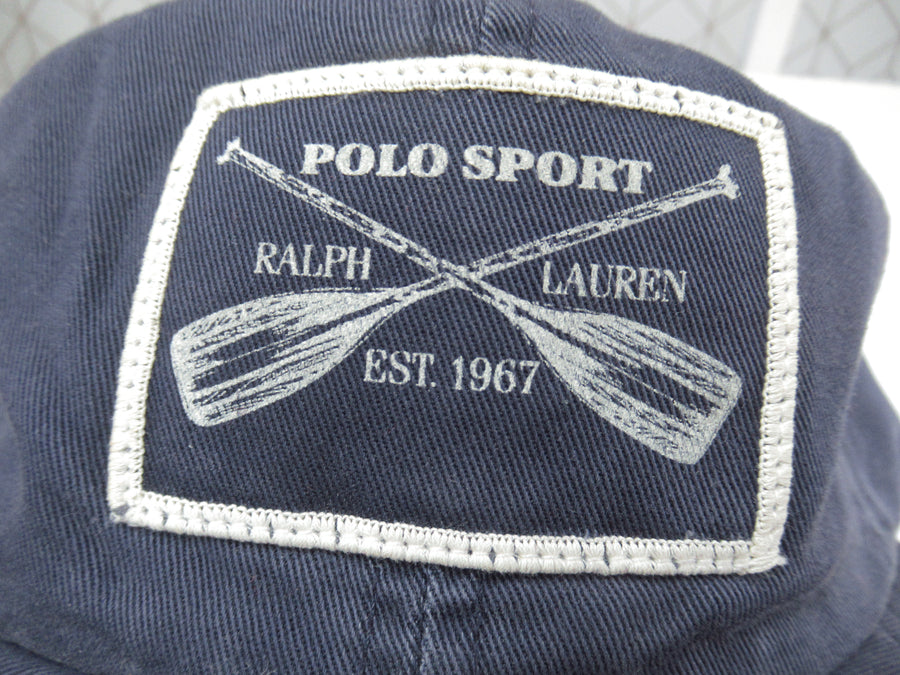 POLO SPORT
RALPH LAUREN
EST. 1967